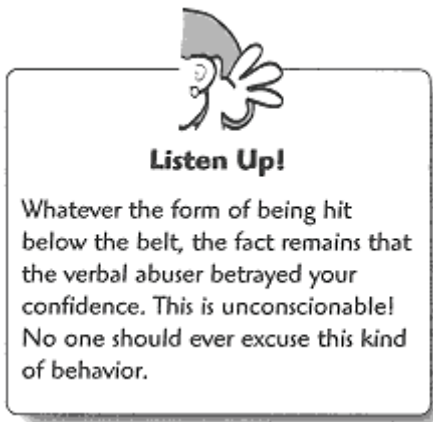 Listen Up!
Whatever the form of being hit
below the belt, the fact remains that
the verbal abuser betrayed your
confidence. This is unconscionable!
No one should ever excuse this kind
of behavior.